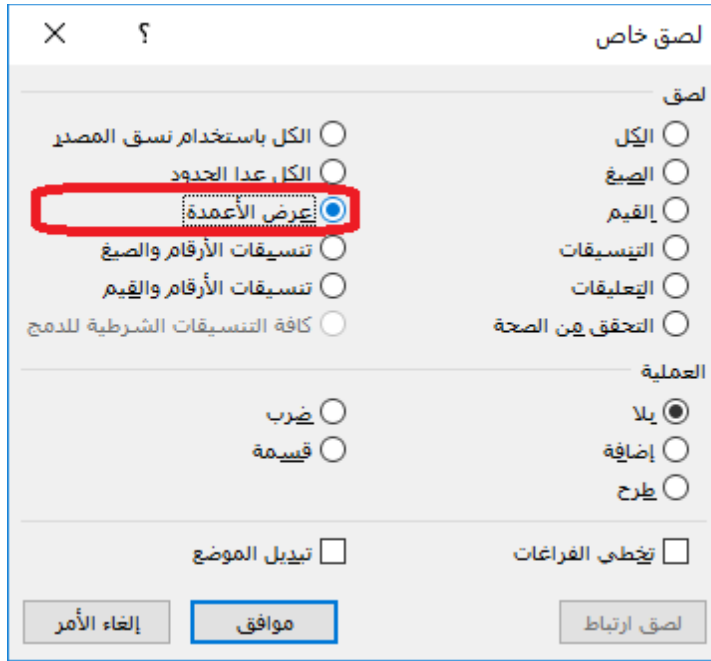 لصق خاص ؟
لصق
الكل الكل باستخدام نسق المصدر
الصيغ الكل عدا الحدود
القيم عرض الأعمدة
التنسيقات تنسيقات الأرقام والصيغ
التعليقات تنسيقات الأرقام والقيم
التحقق من الصحة كافة التنسيقات الشرطية للدمج
العملية
بلا ضرب
إضافة قسمة
طرح
تخطي الفراغات تبديل الموضع
لصق ارتباط موافق إلغاء الأمر